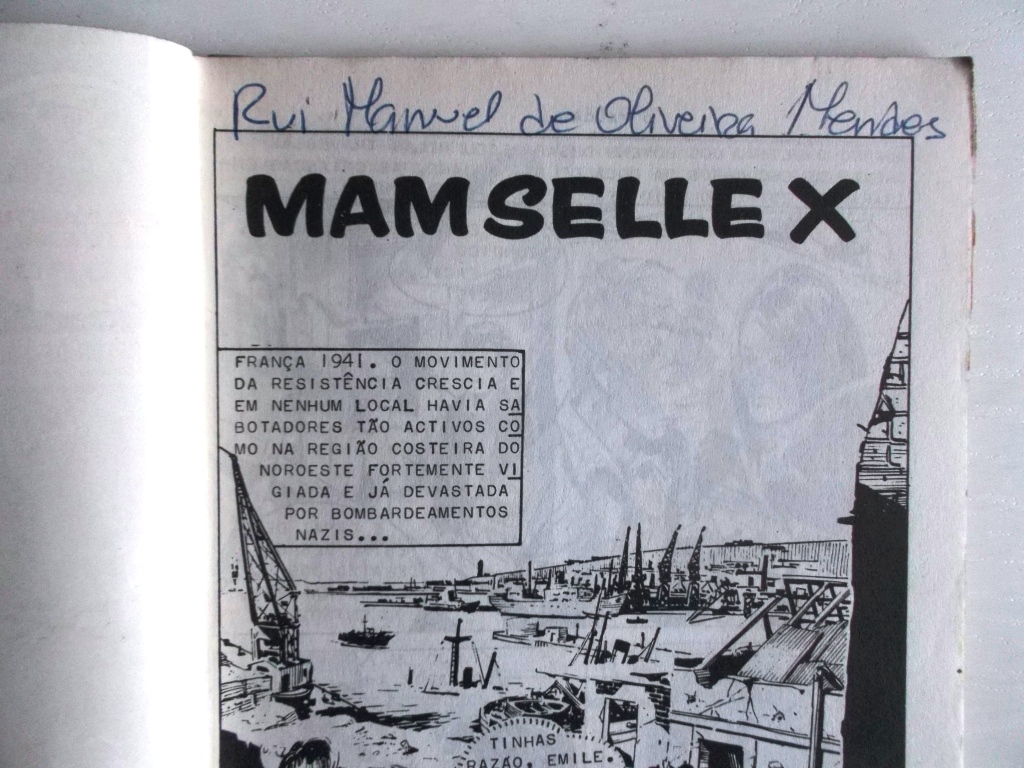 Rui Manuel de Oliveira Mendes
MAMSELLE X
FRANÇA 1941. O MOVIMENTO
DA RESISTÊNCIA CRESCIA E
EM NENHUM LOCAL HAVIA SA
BOTADORES TÃO ACTIVOS CO
MO NA REGIÃO COSTEIRA DO
NOROESTE FORTEMENTE VI
GIADA E JÁ DEVASTADA
POR BOMBARDEAMENTOS
NAZIS...
TINHAS
RAZÃO, EMILE.